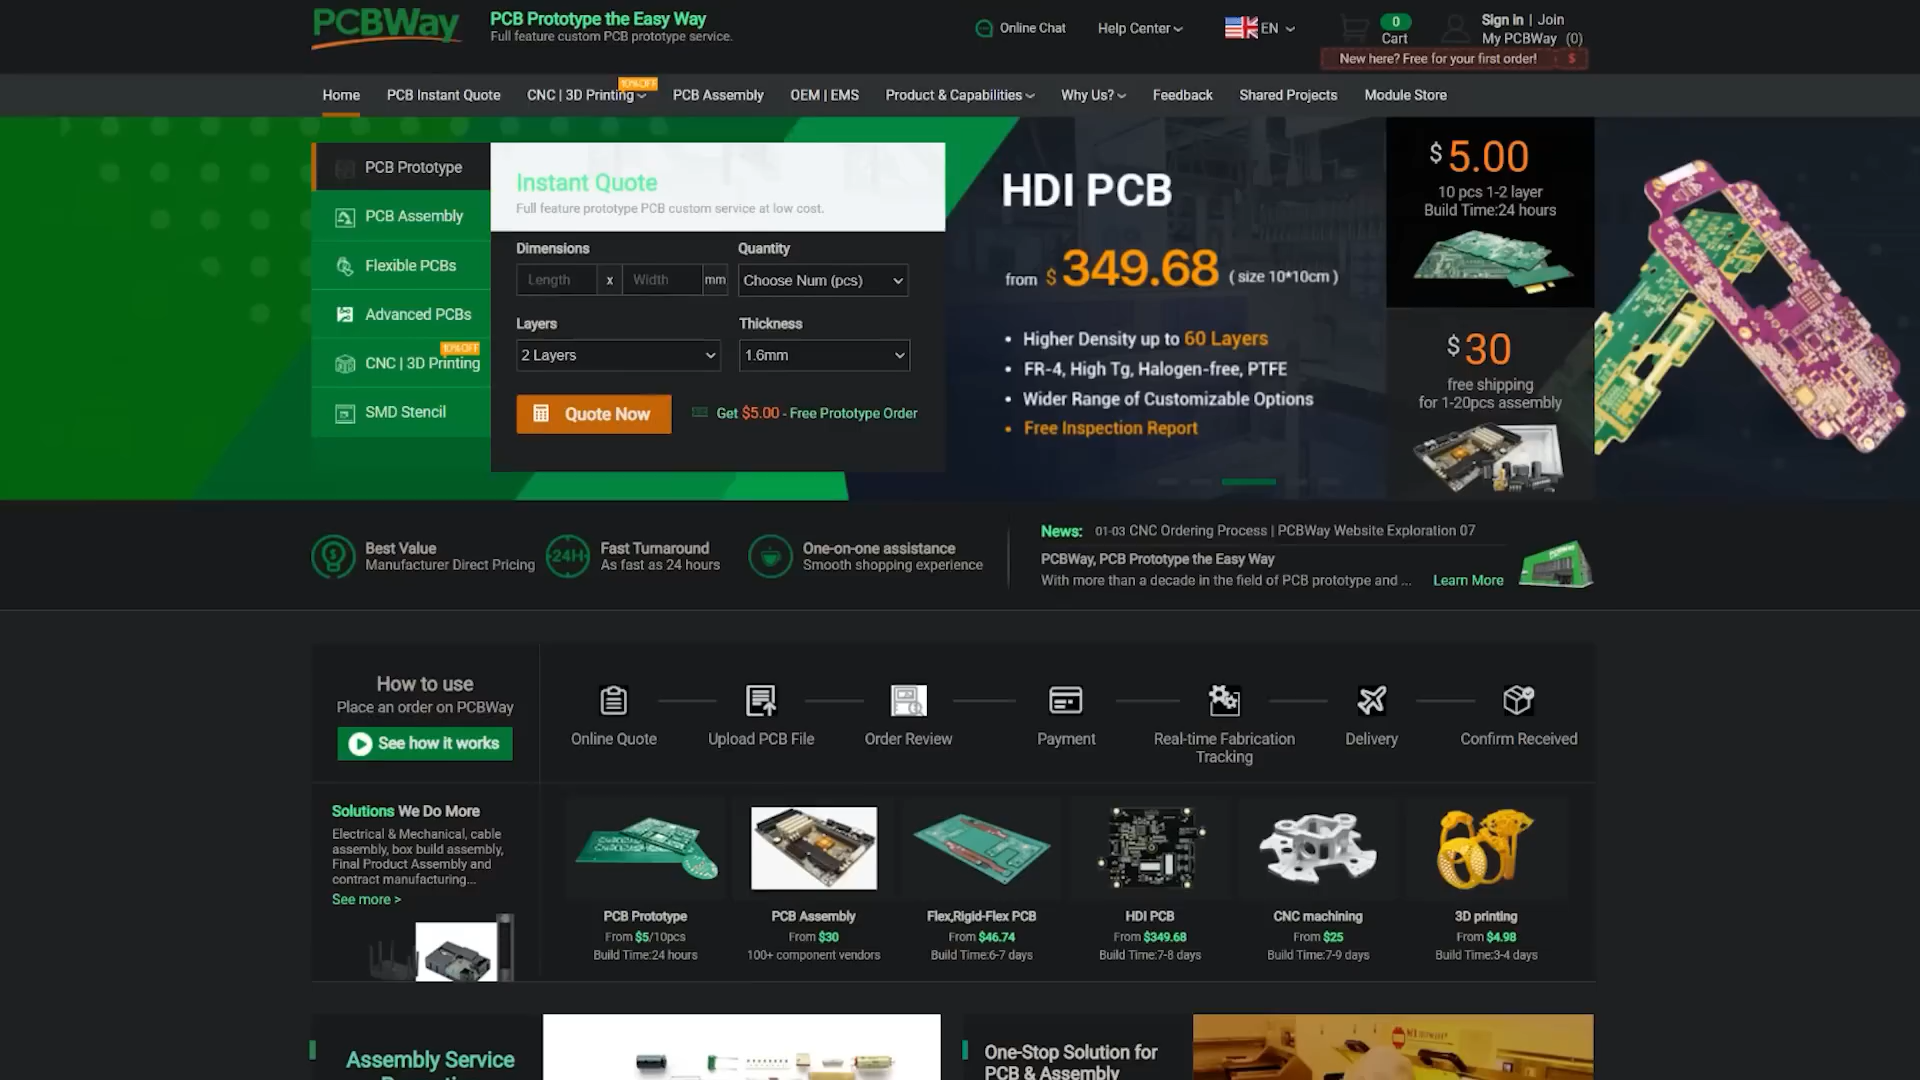 PCBWay
PCB Prototype the Easy Way
Full feature custom PCB prototype service.
Online Chat
Help Center
EN
0
Cart
Sign in | Join
My PCBWay (0)
New here? Free for your first order! $
Home
PCB Instant Quote
CNC | 3D Printing
10%OFF
PCB Assembly
OEM | EMS
Product & Capabilities
Why Us?
Feedback
Shared Projects
Module Store
PCB Prototype
PCB Assembly
Flexible PCBs
Advanced PCBs
10%OFF
CNC | 3D Printing
SMD Stencil
Instant Quote
Full feature prototype PCB custom service at low cost.
Dimensions
Quantity
Length x Width mm
Choose Num (pcs)
Layers
Thickness
2 Layers
1.6mm
Quote Now
Get $5.00 - Free Prototype Order
HDI PCB
from $ 349.68 ( size 10*10cm )
• Higher Density up to 60 Layers
• FR-4, High Tg, Halogen-free, PTFE
• Wider Range of Customizable Options
• Free Inspection Report
$ 5.00
10 pcs 1-2 layer
Build Time:24 hours
$ 30
free shipping
for 1-20pcs assembly
Best Value
Manufacturer Direct Pricing
24H
Fast Turnaround
As fast as 24 hours
One-on-one assistance
Smooth shopping experience
News: 01-03 CNC Ordering Process | PCBWay Website Exploration 07
PCBWay, PCB Prototype the Easy Way
With more than a decade in the field of PCB prototype and ... Learn More
How to use
Place an order on PCBWay
See how it works
Online Quote
Upload PCB File
Order Review
Payment
Real-time Fabrication
Tracking
Delivery
Confirm Received
Solutions We Do More
Electrical & Mechanical, cable
assembly, box build assembly,
Final Product Assembly and
contract manufacturing...
See more >
PCB Prototype
From $5/10pcs
Build Time:24 hours
PCB Assembly
From $30
100+ component vendors
Flex,Rigid-Flex PCB
From $46.74
Build Time:6-7 days
HDI PCB
From $349.68
Build Time:7-8 days
CNC machining
From $25
Build Time:7-9 days
3D printing
From $4.98
Build Time:3-4 days
Assembly Service
One-Stop Solution for
PCB & Assembly